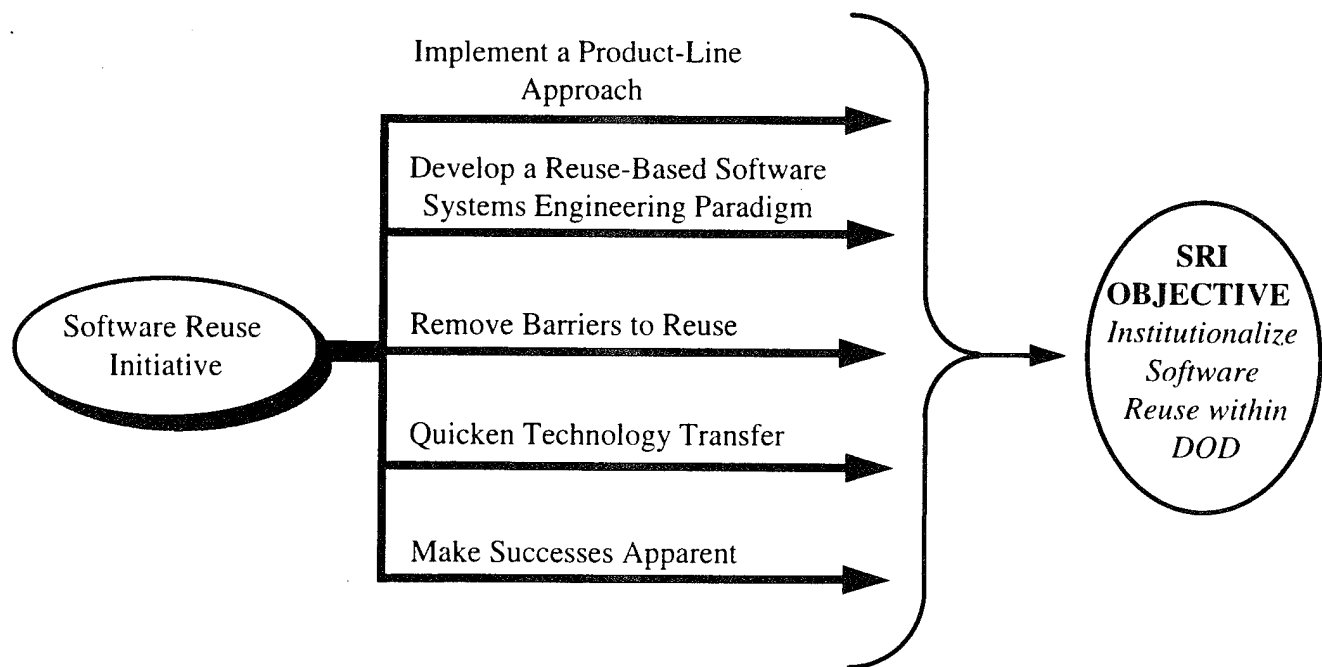 Software Reuse
Initiative
Implement a Product-Line
Approach
Develop a Reuse-Based Software
Systems Engineering Paradigm
Remove Barriers to Reuse
Quicken Technology Transfer
Make Successes Apparent
SRI
OBJECTIVE
Institutionalize
Software
Reuse within
DOD